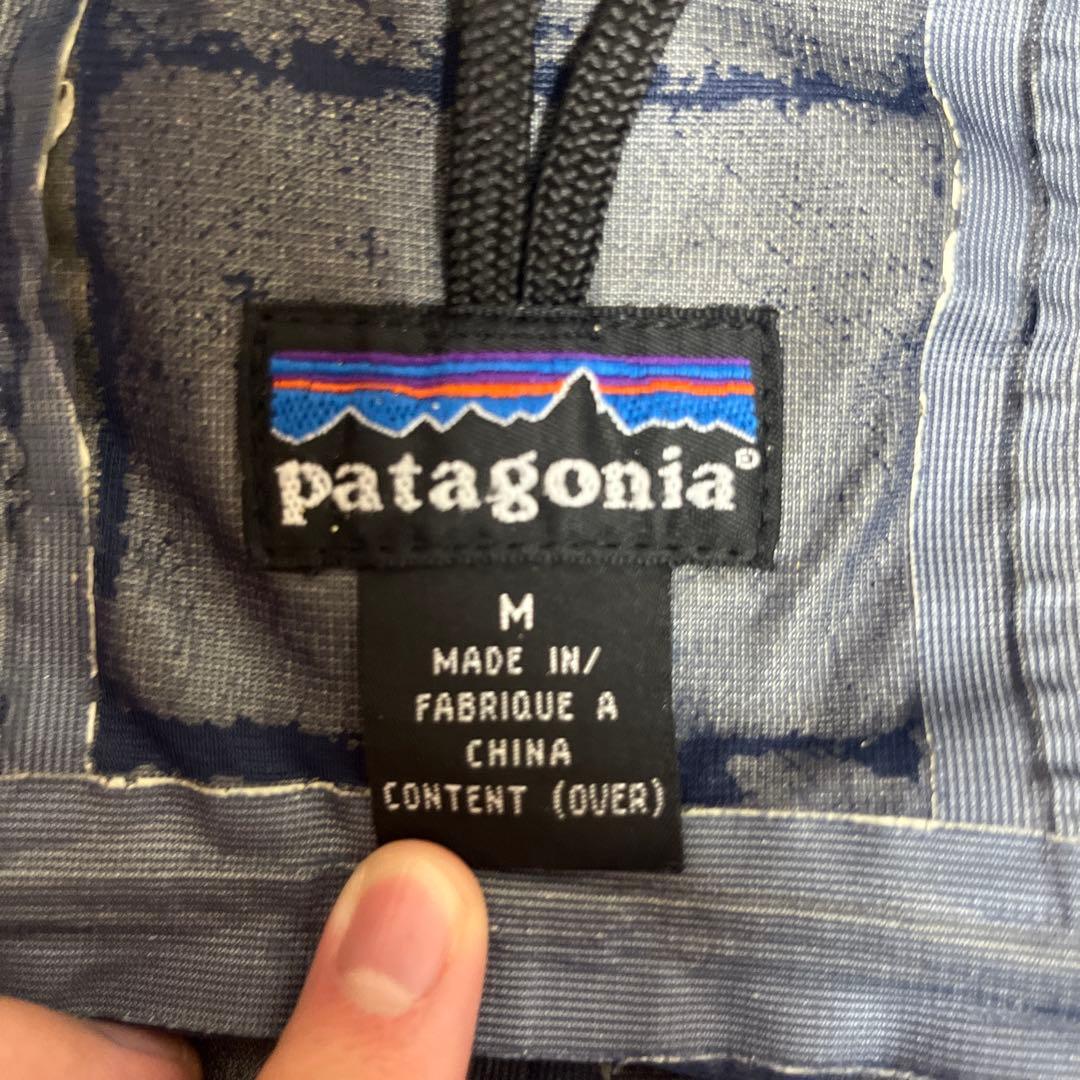 patagonia®
M
MADE IN/
FABRIQUE A
CHINA
CONTENT (OVER)